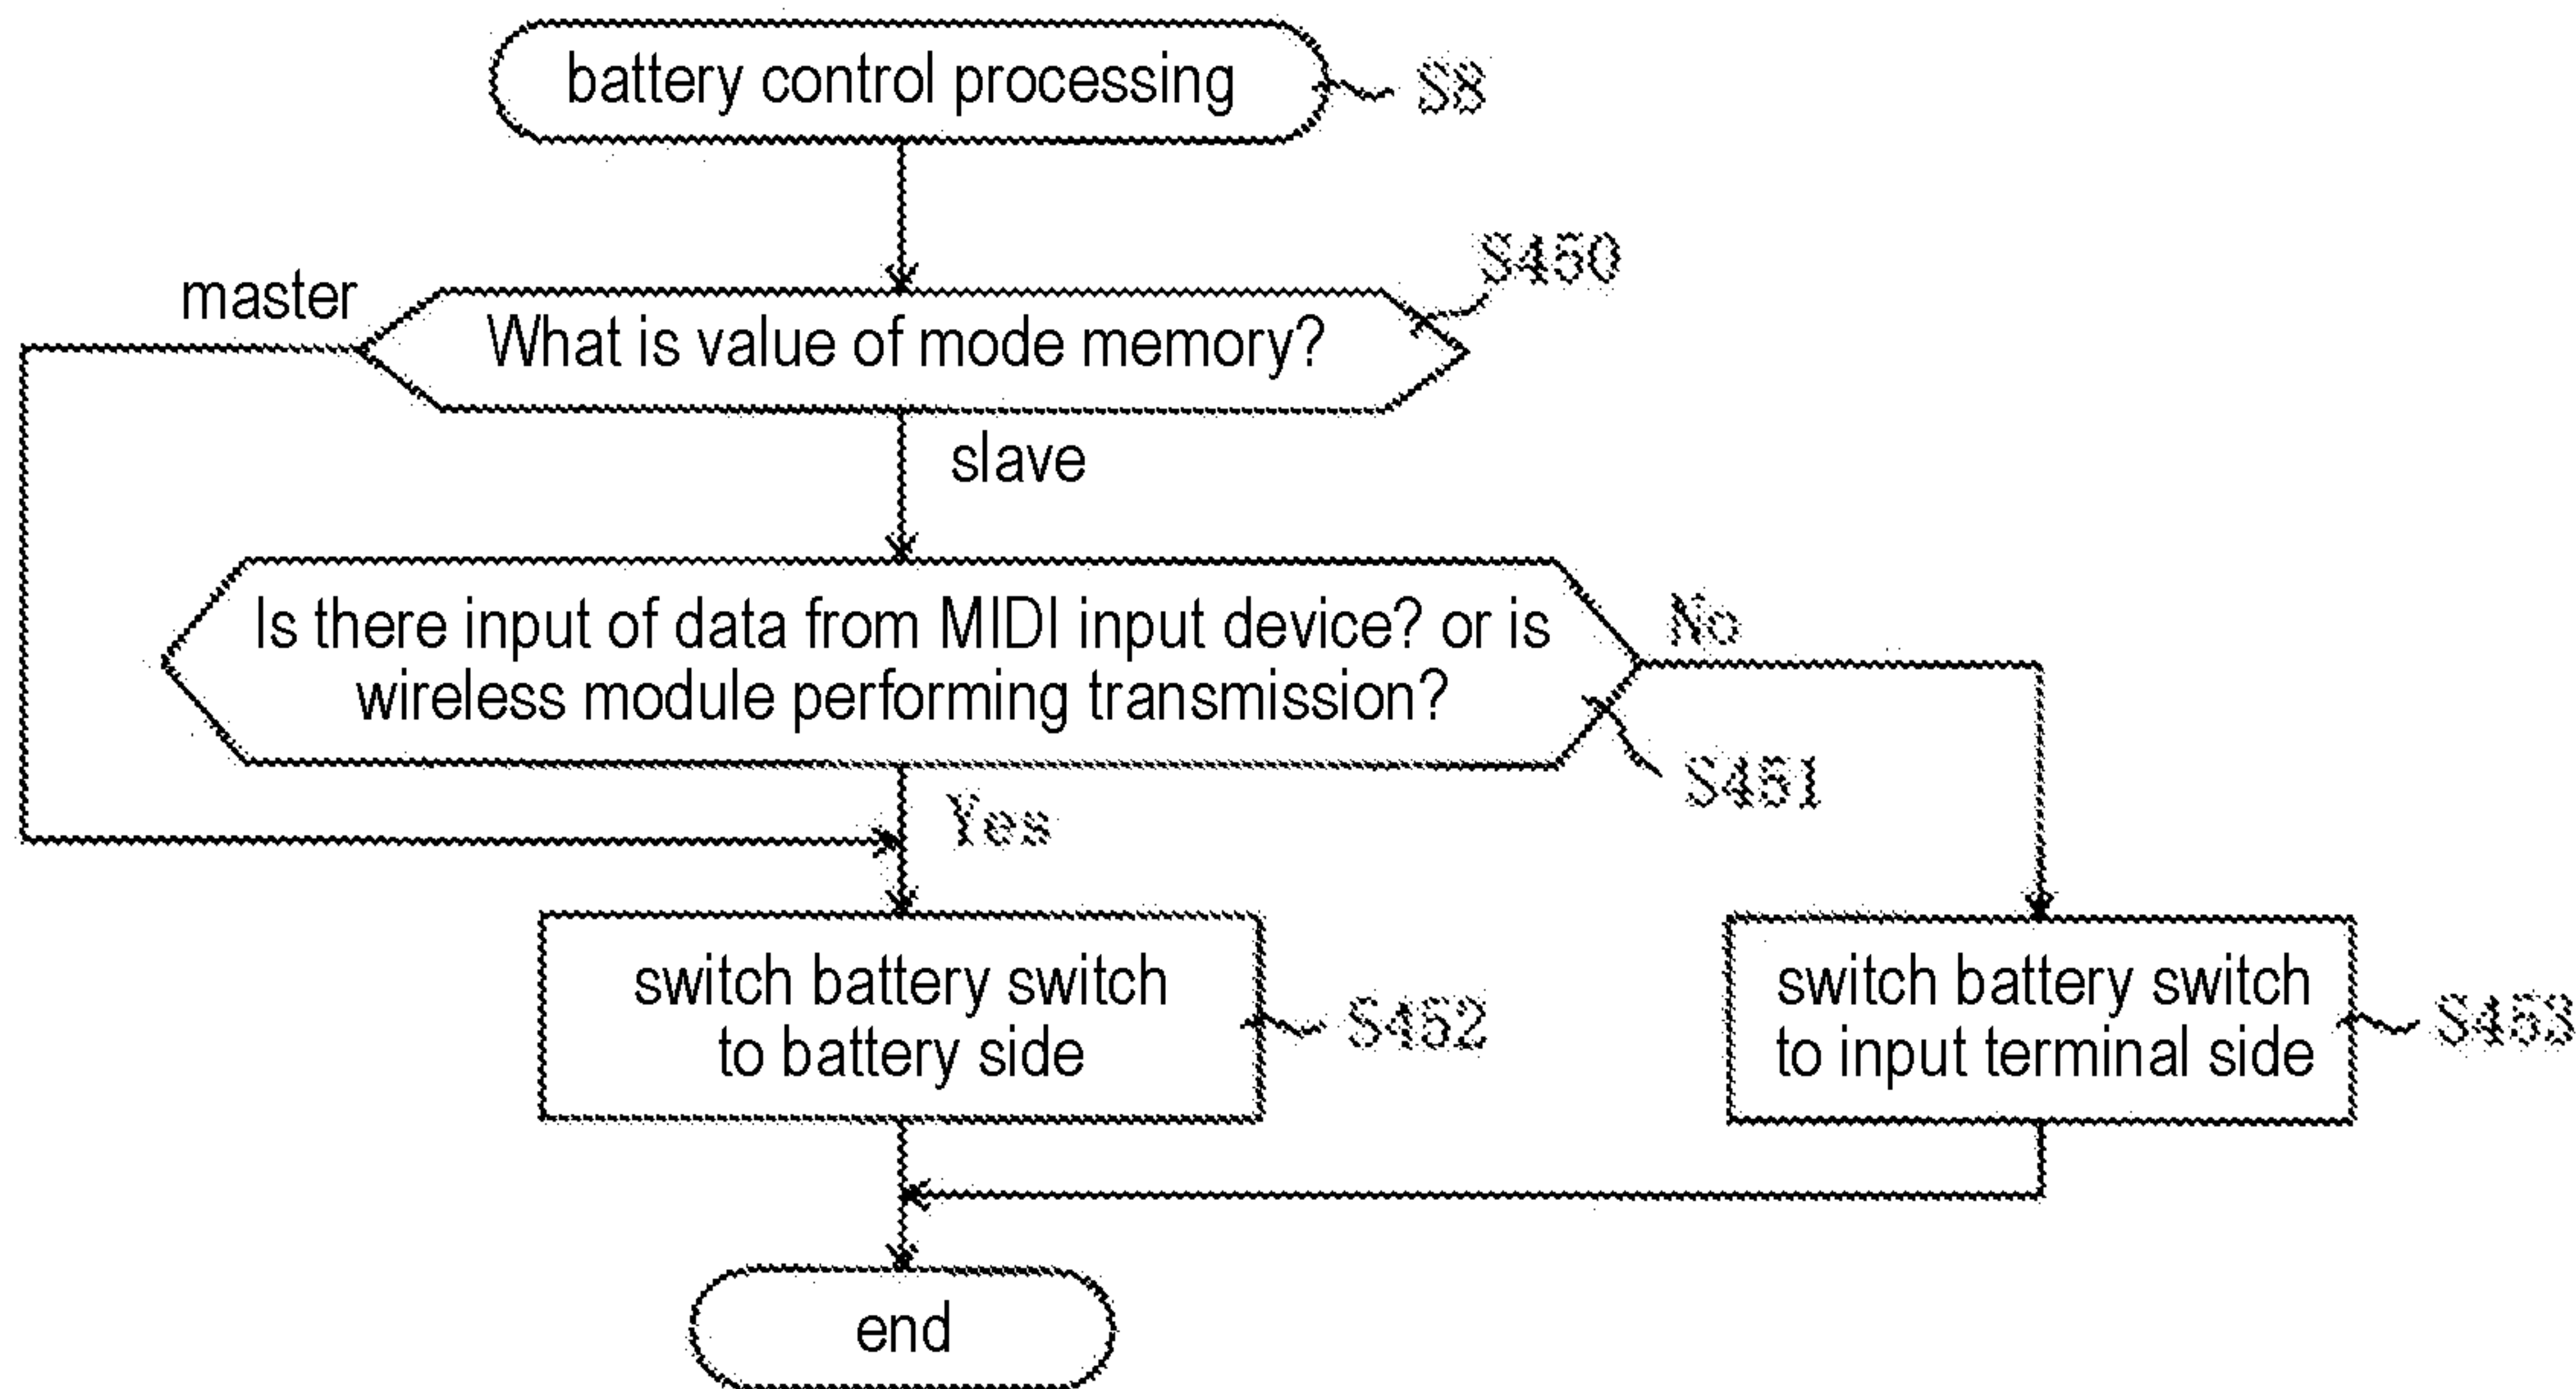 battery control processing
S8
S450
master
What is value of mode memory?
slave
Is there input of data from MIDI input device? or is
wireless module performing transmission?
No
S451
Yes
switch battery switch
to battery side
S452
switch battery switch
to input terminal side
S453
end